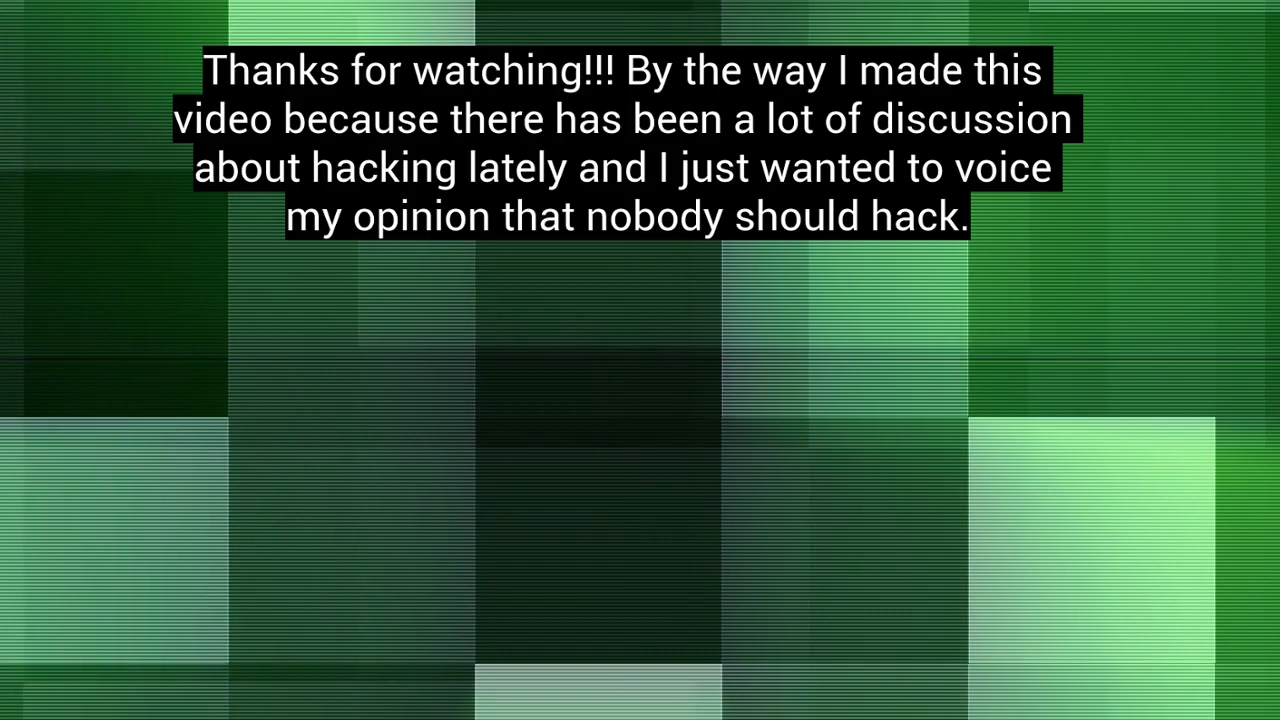 Thanks for watching!!! By the way I made this
video because there has been a lot of discussion
about hacking lately and I just wanted to voice
my opinion that nobody should hack.